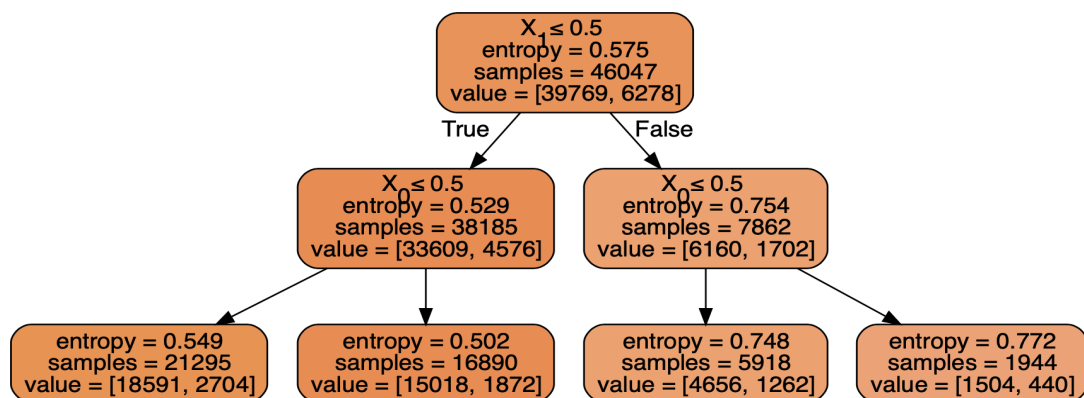 X₁ ≤ 0.5
entropy = 0.575
samples = 46047
value = [39769, 6278]
True
False
X₀ ≤ 0.5
entropy = 0.529
samples = 38185
value = [33609, 4576]
X₀ ≤ 0.5
entropy = 0.754
samples = 7862
value = [6160, 1702]
entropy = 0.549
samples = 21295
value = [18591, 2704]
entropy = 0.502
samples = 16890
value = [15018, 1872]
entropy = 0.748
samples = 5918
value = [4656, 1262]
entropy = 0.772
samples = 1944
value = [1504, 440]